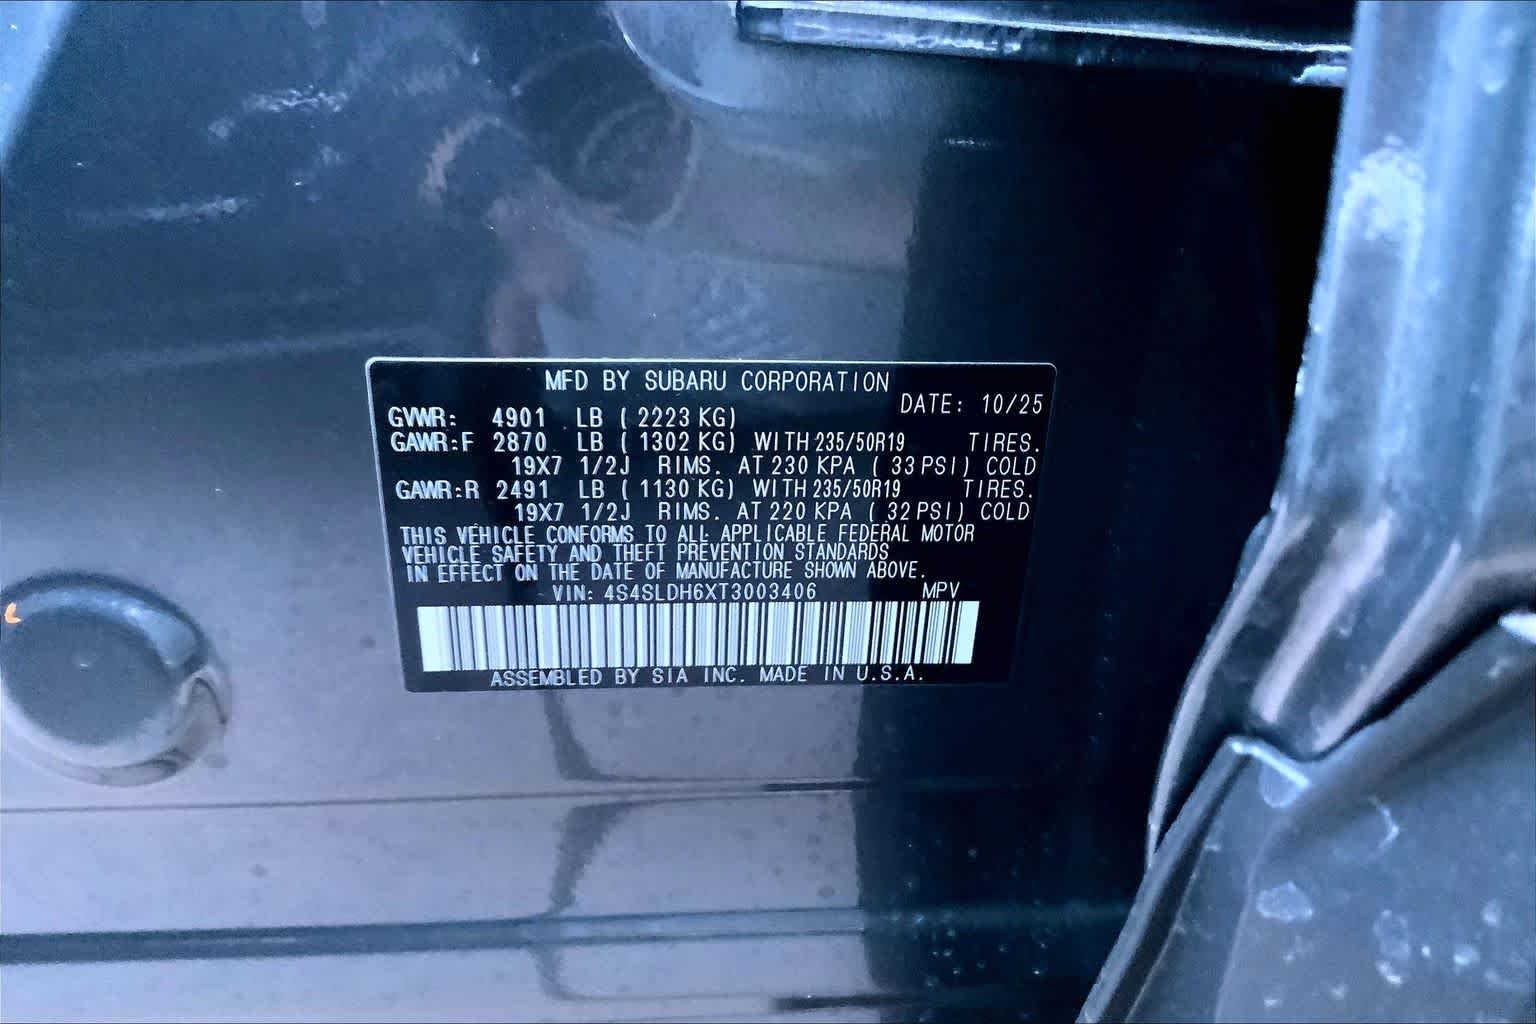 MFD BY SUBARU CORPORATION
DATE: 10/25
GVWR: 4901 LB ( 2223 KG)
GAWR:F 2870 LB ( 1302 KG) WITH 235/50R19 TIRES.
19X7 1/2J RIMS. AT 230 KPA ( 33 PSI) COLD
GAWR:R 2491 LB ( 1130 KG) WITH 235/50R19 TIRES.
19X7 1/2J RIMS. AT 220 KPA ( 32 PSI) COLD
THIS VEHICLE CONFORMS TO ALL APPLICABLE FEDERAL MOTOR
VEHICLE SAFETY AND THEFT PREVENTION STANDARDS
IN EFFECT ON THE DATE OF MANUFACTURE SHOWN ABOVE.
VIN: 4S4SLDH6XT3003406 MPV
ASSEMBLED BY SIA INC. MADE IN U.S.A.